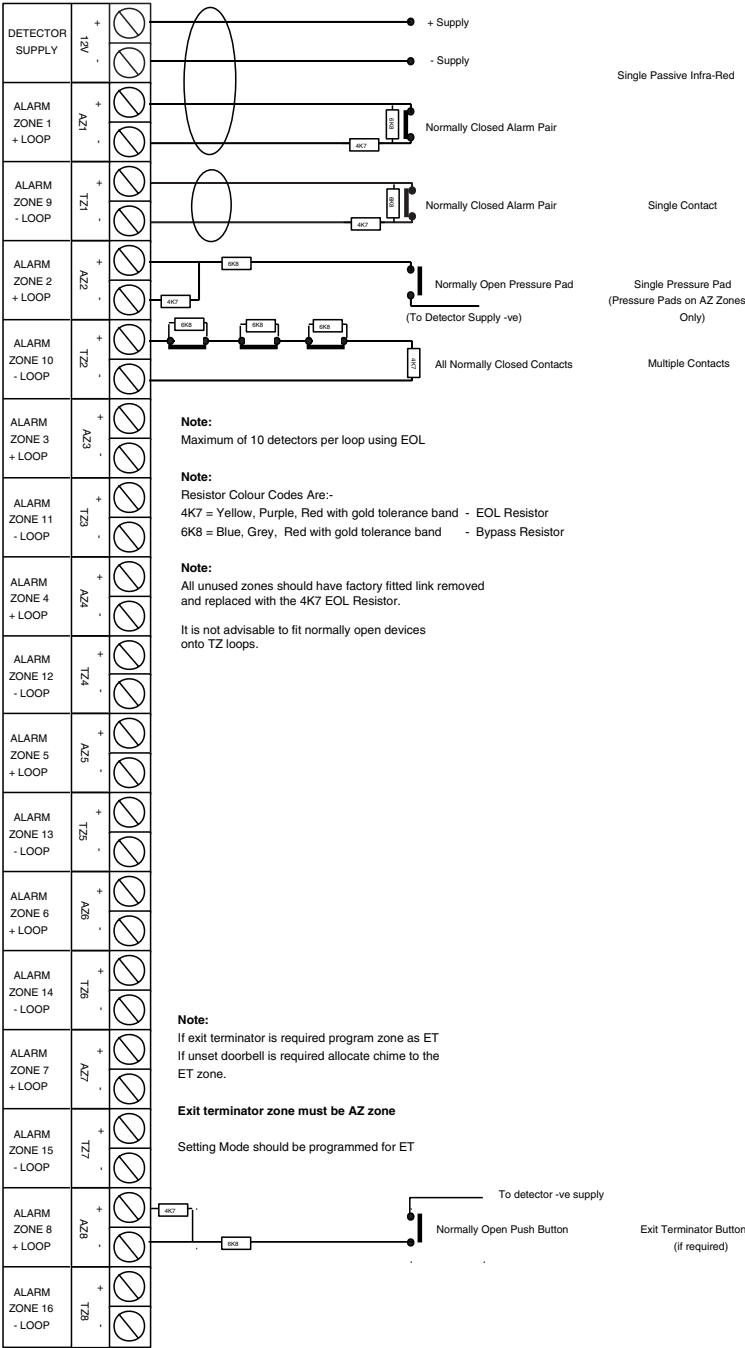 DETECTOR
SUPPLY
12V
+
-
+ Supply
- Supply
Single Passive Infra-Red
ALARM
ZONE 1
+ LOOP
AZ1
+
-
6K8
4K7
Normally Closed Alarm Pair
ALARM
ZONE 9
- LOOP
TZ1
+
-
6K8
4K7
Normally Closed Alarm Pair
Single Contact
ALARM
ZONE 2
+ LOOP
AZ2
+
-
6K8
4K7
Normally Open Pressure Pad
(To Detector Supply -ve)
Single Pressure Pad
(Pressure Pads on AZ Zones
Only)
ALARM
ZONE 10
- LOOP
TZ2
+
-
6K8
6K8
6K8
4K7
All Normally Closed Contacts
Multiple Contacts
ALARM
ZONE 3
+ LOOP
AZ3
+
-
Note:
Maximum of 10 detectors per loop using EOL
ALARM
ZONE 11
- LOOP
TZ3
+
-
Note:
Resistor Colour Codes Are:-
4K7 = Yellow, Purple, Red with gold tolerance band - EOL Resistor
6K8 = Blue, Grey, Red with gold tolerance band - Bypass Resistor
ALARM
ZONE 4
+ LOOP
AZ4
+
-
Note:
All unused zones should have factory fitted link removed
and replaced with the 4K7 EOL Resistor.
It is not advisable to fit normally open devices
onto TZ loops.
ALARM
ZONE 12
- LOOP
TZ4
+
-
ALARM
ZONE 5
+ LOOP
AZ5
+
-
ALARM
ZONE 13
- LOOP
TZ5
+
-
ALARM
ZONE 6
+ LOOP
AZ6
+
-
ALARM
ZONE 14
- LOOP
TZ6
+
-
Note:
If exit terminator is required program zone as ET
If unset doorbell is required allocate chime to the
ET zone.
ALARM
ZONE 7
+ LOOP
AZ7
+
-
Exit terminator zone must be AZ zone
ALARM
ZONE 15
- LOOP
TZ7
+
-
Setting Mode should be programmed for ET
ALARM
ZONE 8
+ LOOP
AZ8
+
-
4K7
6K8
To detector -ve supply
Normally Open Push Button
Exit Terminator Button
(if required)
ALARM
ZONE 16
- LOOP
TZ8
+
-